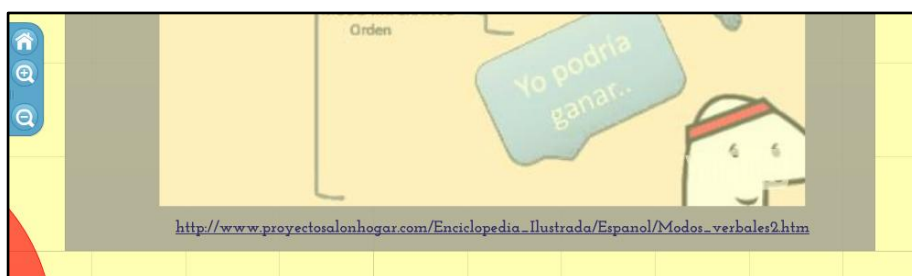 Orden
Yo podría
ganar..
http://www.proyectosalonhogar.com/Enciclopedia_Ilustrada/Espanol/Modos_verbales2.htm